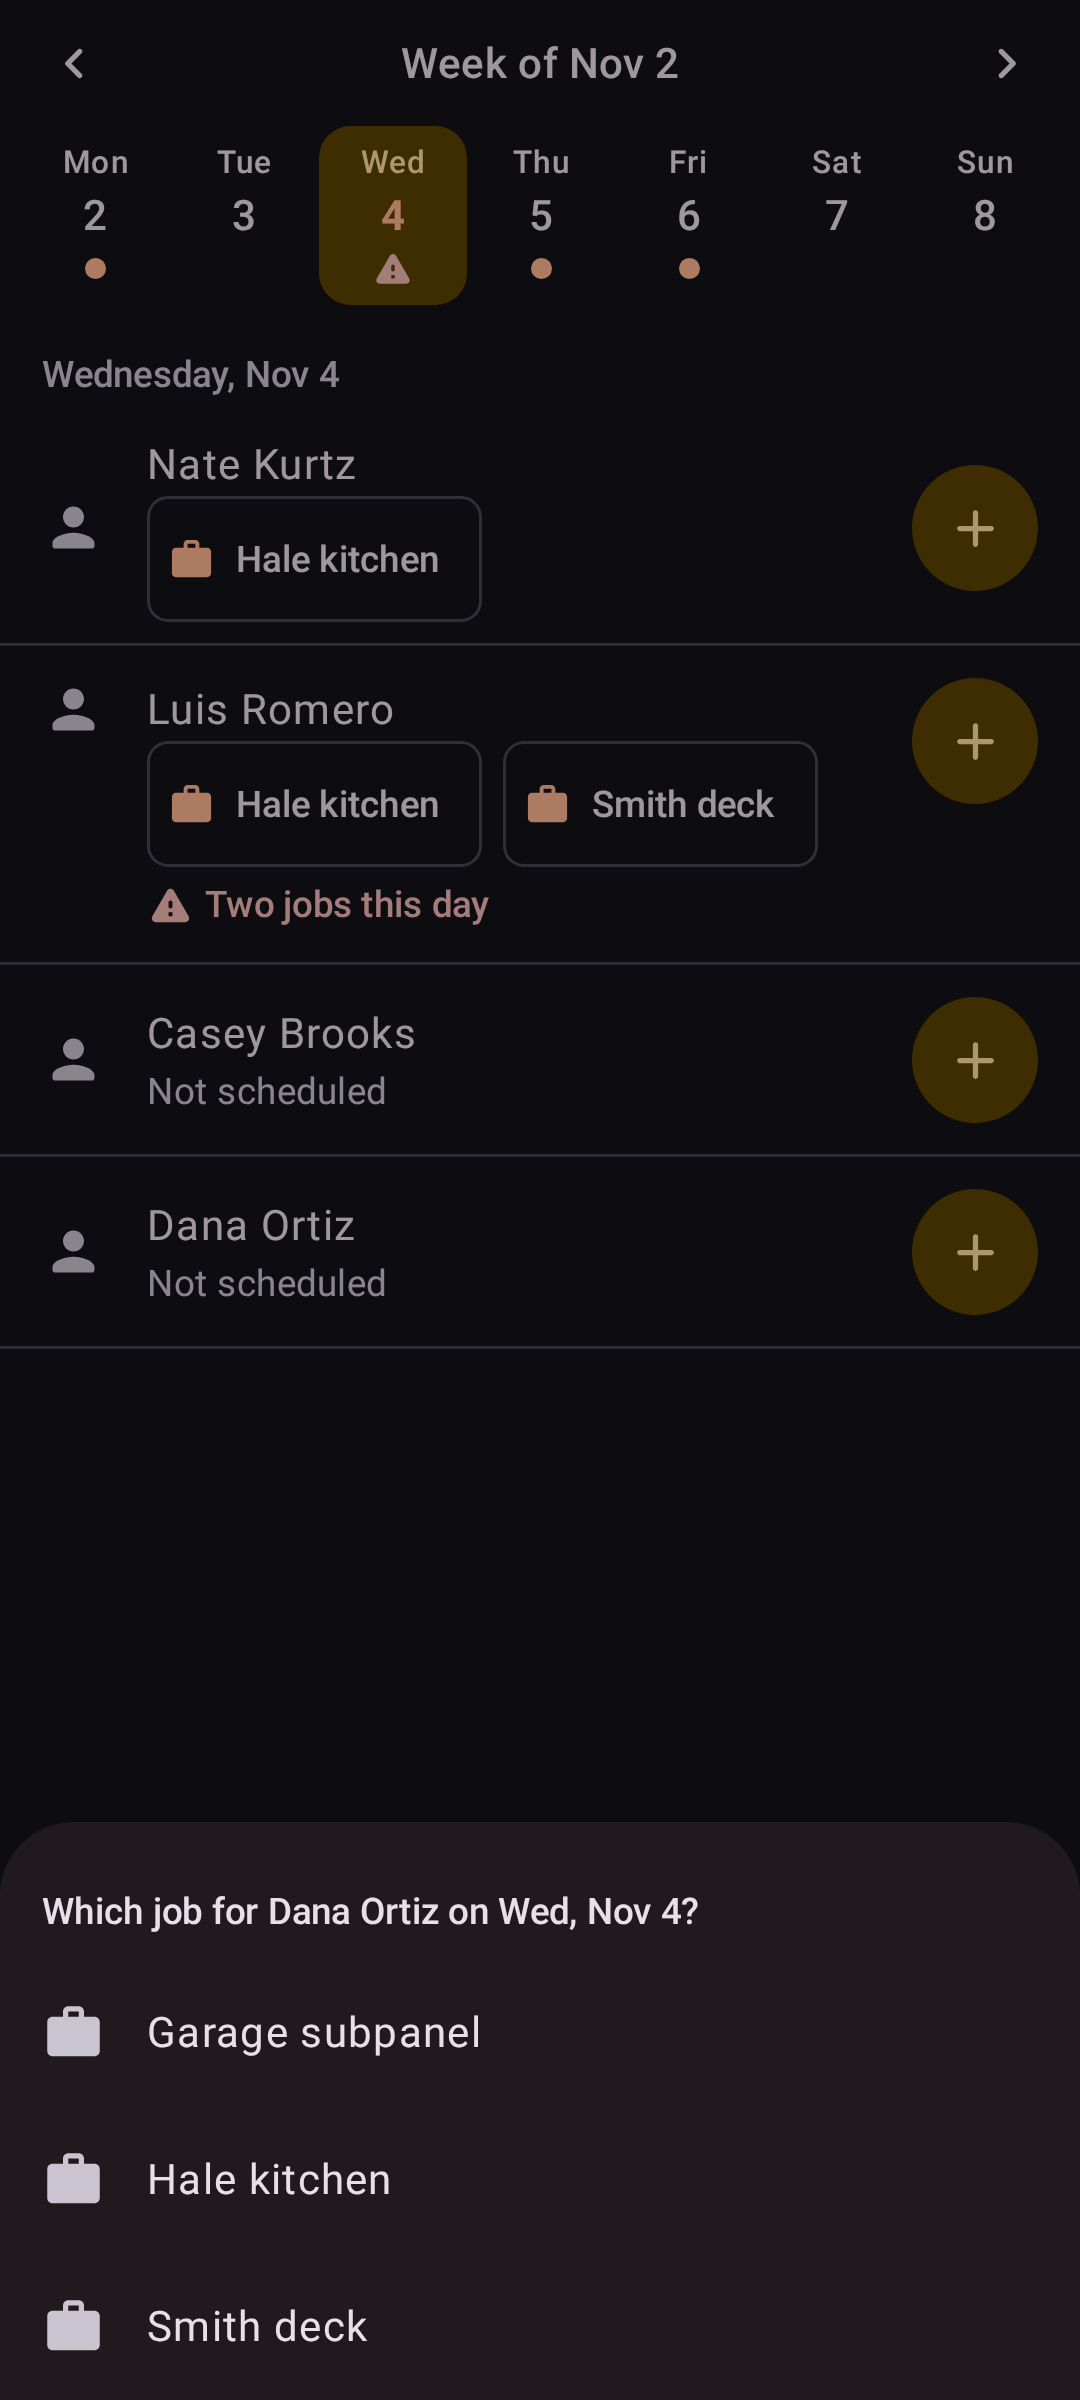 Week of Nov 2
Mon Tue Wed Thu Fri Sat Sun
2 3 4 5 6 7 8
Wednesday, Nov 4
Nate Kurtz
Hale kitchen
Luis Romero
Hale kitchen Smith deck
Two jobs this day
Casey Brooks
Not scheduled
Dana Ortiz
Not scheduled
Which job for Dana Ortiz on Wed, Nov 4?
Garage subpanel
Hale kitchen
Smith deck